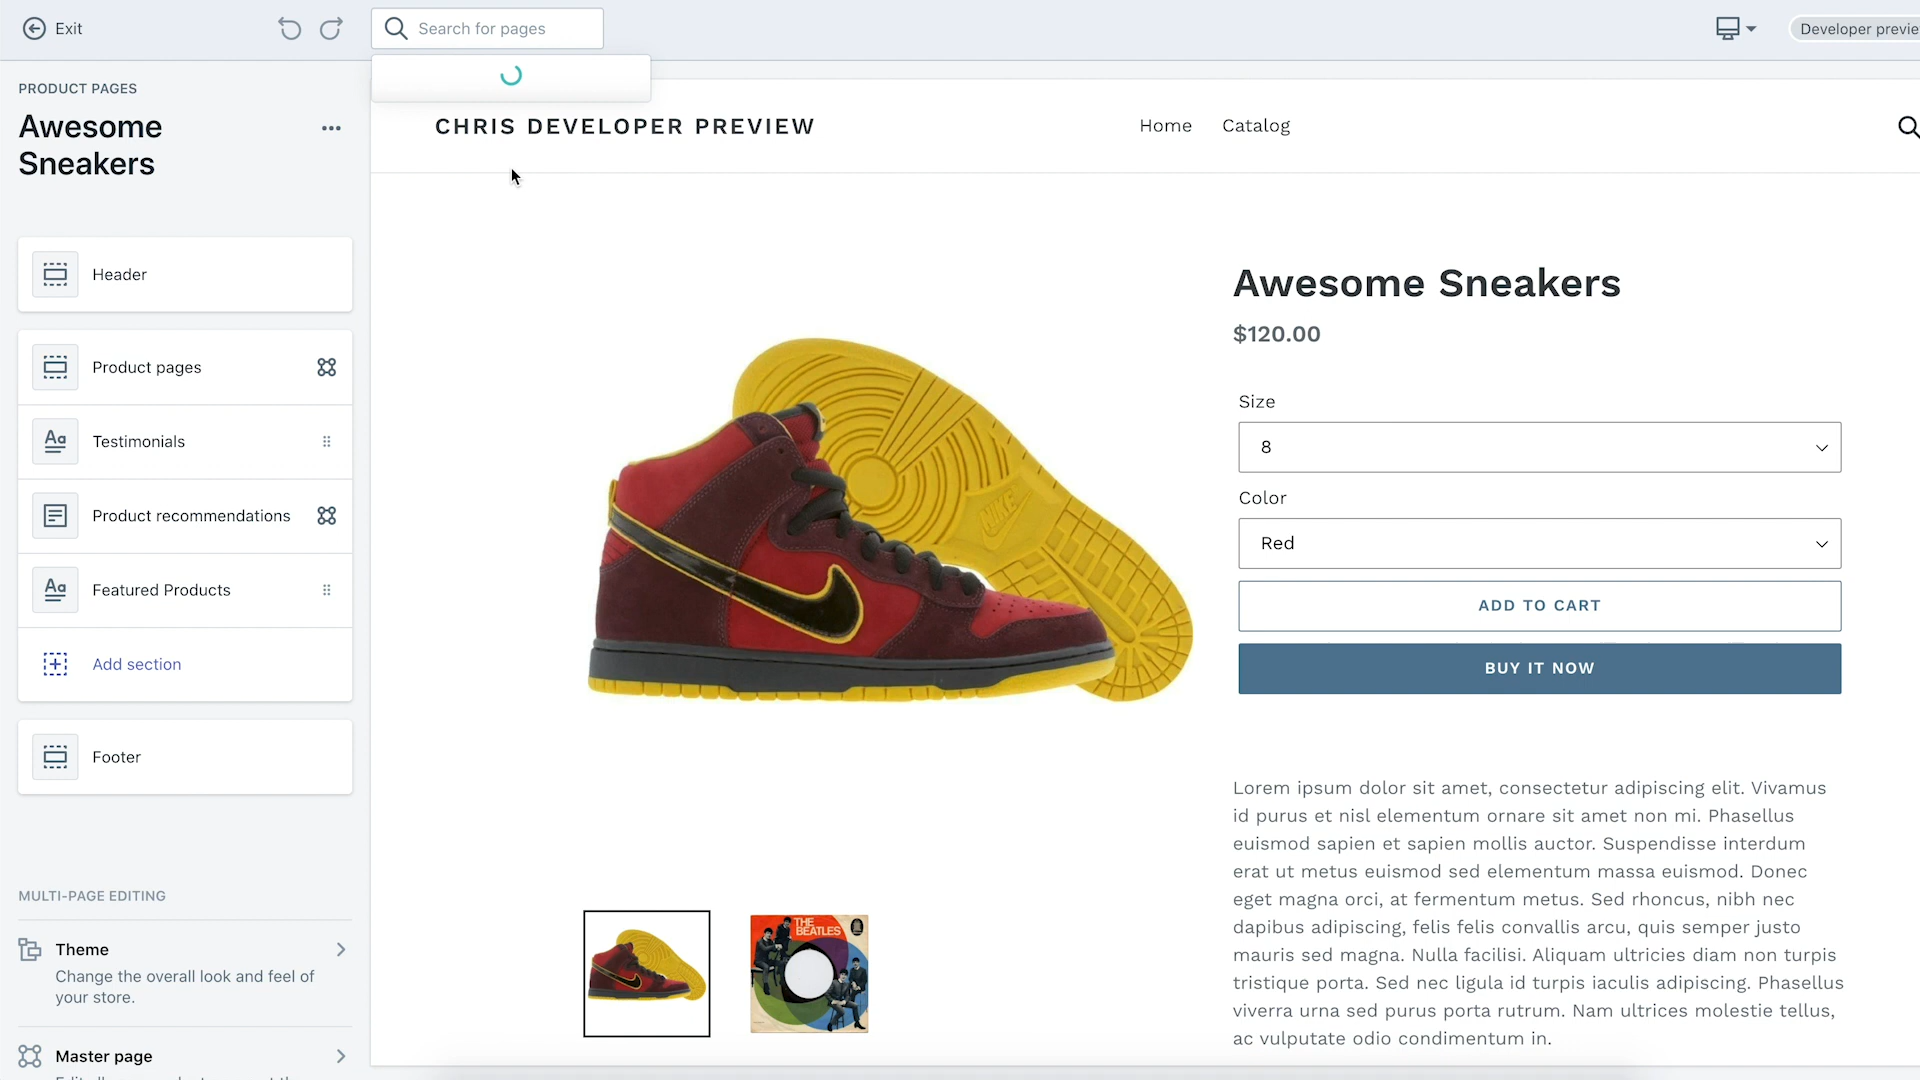 Exit
Search for pages
Developer previe
PRODUCT PAGES
Awesome
Sneakers
Header
Product pages
Testimonials
Product recommendations
Featured Products
Add section
Footer
MULTI-PAGE EDITING
Theme
Change the overall look and feel of
your store.
Master page
CHRIS DEVELOPER PREVIEW
Home
Catalog
NIKE
THE
BEATLES
Awesome Sneakers
$120.00
Size
8
Color
Red
ADD TO CART
BUY IT NOW
Lorem ipsum dolor sit amet, consectetur adipiscing elit. Vivamus
id purus et nisl elementum ornare sit amet non mi. Phasellus
euismod sapien et sapien mollis auctor. Suspendisse interdum
erat ut metus euismod sed elementum massa euismod. Donec
eget magna orci, at fermentum metus. Sed rhoncus, nibh nec
dapibus adipiscing, felis felis convallis arcu, quis semper justo
mauris sed magna. Nulla facilisi. Aliquam ultricies diam non turpis
tristique porta. Sed nec ligula id turpis iaculis adipiscing. Phasellus
viverra urna sed purus porta rutrum. Nam ultrices molestie tellus,
ac vulputate odio condimentum in.